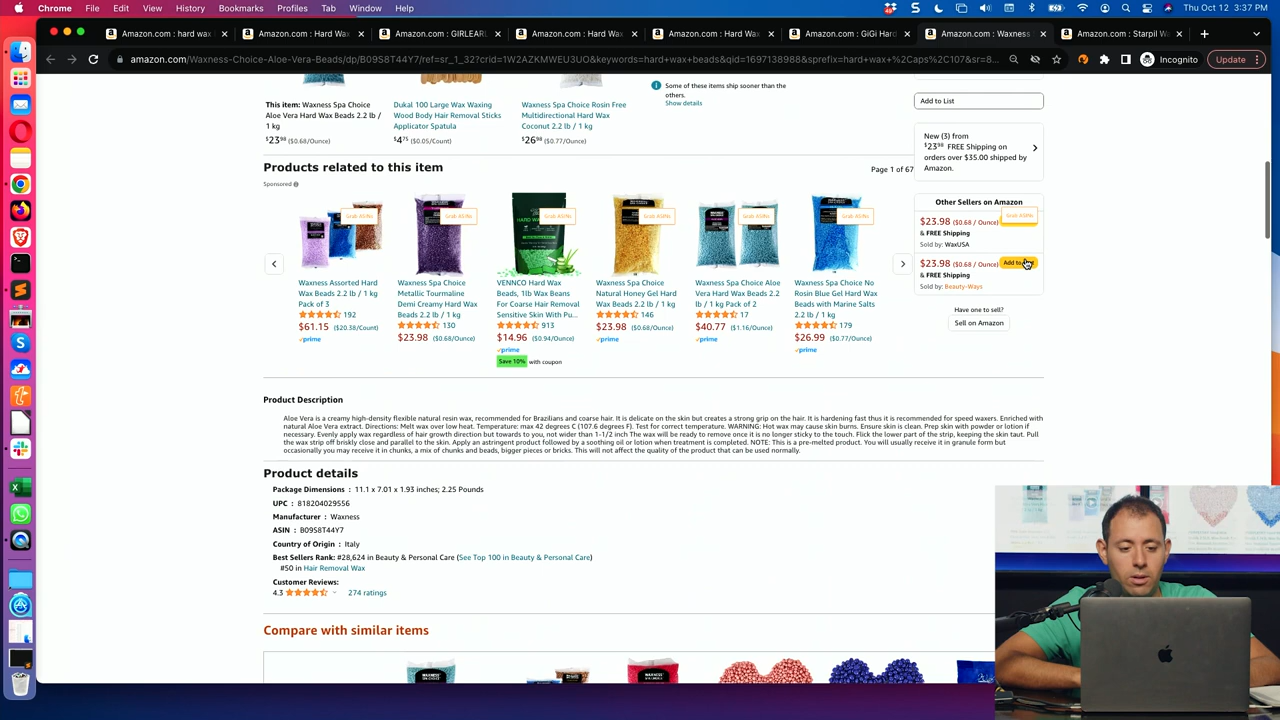 Chrome File Edit View History Bookmarks Profiles Tab Window Help
Fri Oct 13 3:37 PM
Amazon.com : hard wax b
Amazon.com : Hard Wax
Amazon.com : GIRLEARL
Amazon.com : Hard Wax
Amazon.com : Hard Wax
Amazon.com : GiGi Hard
Amazon.com : Waxness
Amazon.com : Starpil Wa
amazon.com/Waxness-Choice-Aloe-Vera-Beads/dp/B09S8T44Y7/ref=sr_1_32?crid=1W2AZKMWEU3UO&keywords=hard+wax+beads&qid=1697138988&sprefix=hard+wax+%2Caps%2C107&sr=8...
Incognito
Update
This item: Waxness Spa Choice
Aloe Vera Hard Wax Beads 2.2 lb /
1 kg
$23.98 ($0.68/Ounce)
Dukal 100 Large Wax Waxing
Wood Body Hair Removal Sticks
Applicator Spatula
$4.75 ($0.05/Count)
Waxness Spa Choice Rosin Free
Multidirectional Hard Wax
Coconut 2.2 lb / 1 kg
$26.98 ($0.77/Ounce)
Some of these items ship sooner than the
others.
Show details
Add to List
New (3) from
$23.98 FREE Shipping on
orders over $35.00 shipped by
Amazon.
Products related to this item
Page 1 of 67
Sponsored
Grab ASINs
Grab ASINs
Grab ASINs
Grab ASINs
Grab ASINs
Grab ASINs
Waxness Assorted Hard
Wax Beads 2.2 lb / 1 kg
Pack of 3
192
$61.15 ($20.38/Count)
prime
Waxness Spa Choice
Metallic Tourmaline
Demi Creamy Hard Wax
Beads 2.2 lb / 1 kg
130
$23.98 ($0.68/Ounce)
HARD WAX
VENNCO Hard Wax
Beads, 1lb Wax Beans
For Coarse Hair Removal
Sensitive Skin With Pu...
913
$14.96 ($0.94/Ounce)
prime
Save 10% with coupon
Waxness Spa Choice
Natural Honey Gel Hard
Wax Beads 2.2 lb / 1 kg
146
$23.98 ($0.68/Ounce)
prime
Waxness Spa Choice Aloe
Vera Hard Wax Beads 2.2
lb / 1 kg Pack of 2
17
$40.77 ($1.16/Ounce)
prime
Waxness Spa Choice No
Rosin Blue Gel Hard Wax
Beads with Marine Salts
2.2 lb / 1 kg
179
$26.99 ($0.77/Ounce)
prime
Other Sellers on Amazon
Grab ASINs
$23.98 ($0.68 / Ounce)
& FREE Shipping
Sold by: WaxUSA
$23.98 ($0.68 / Ounce)
Add to
& FREE Shipping
Sold by: Beauty-Ways
Have one to sell?
Sell on Amazon
Product Description
Aloe Vera is a creamy high-density flexible natural resin wax, recommended for Brazilians and coarse hair. It is delicate on the skin but creates a strong grip on the hair. It is hardening fast thus it is recommended for speed waxers. Enriched with
natural Aloe Vera extract. Directions: Melt wax over low heat. Temperature: max 42 degrees C (107.6 degrees F). Test for correct temperature. WARNING: Hot wax may cause skin burns. Ensure skin is clean. Prep skin with powder or lotion if
necessary. Evenly apply wax regardless of hair growth direction but towards to you, not wider than 1-1/2 inch The wax will be ready to remove once it is no longer sticky to the touch. Flick the lower part of the strip, keeping the skin taut. Pull
the wax strip off briskly close and parallel to the skin. Apply an astringent product followed by a soothing oil or lotion when treatment is completed. NOTE: This is a pre-melted product. You will usually receive it in granule form but
occasionally you may receive it in chunks, a mix of chunks and beads, bigger pieces or bricks. This will not affect the quality of the product that can be used normally.
Product details
Package Dimensions : 11.1 x 7.01 x 1.93 inches; 2.25 Pounds
UPC : 818204029556
Manufacturer : Waxness
ASIN : B09S8T44Y7
Country of Origin : Italy
Best Sellers Rank: #28,624 in Beauty & Personal Care (See Top 100 in Beauty & Personal Care)
#50 in Hair Removal Wax
Customer Reviews:
4.3 274 ratings
Compare with similar items
WAXNESS